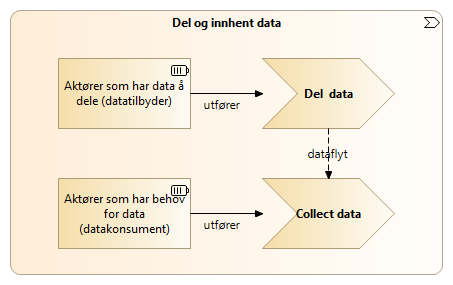 Del og innhent data
Aktører som har data å
dele (datatilbyder)
utfører
Del  data
dataflyt
Aktører som har behov
for data
(datakonsument)
utfører
Collect data